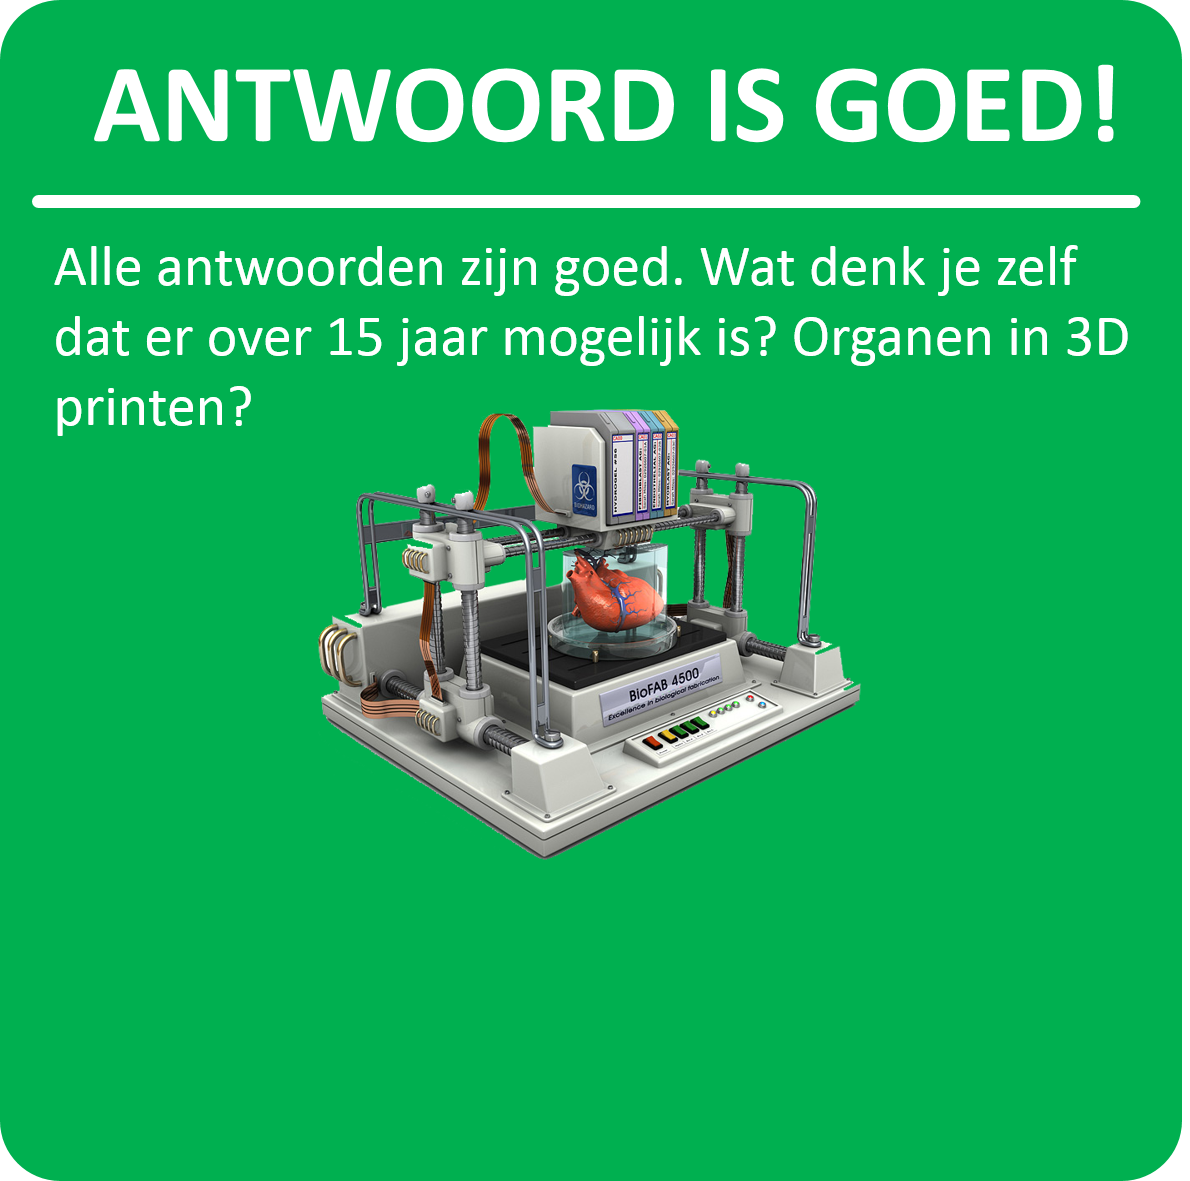 ANTWOORD IS GOED!
Alle antwoorden zijn goed. Wat denk je zelf
dat er over 15 jaar mogelijk is? Organen in 3D
printen?
BIOHAZARD
BioFAB 4500
Excellence in biological fabrication